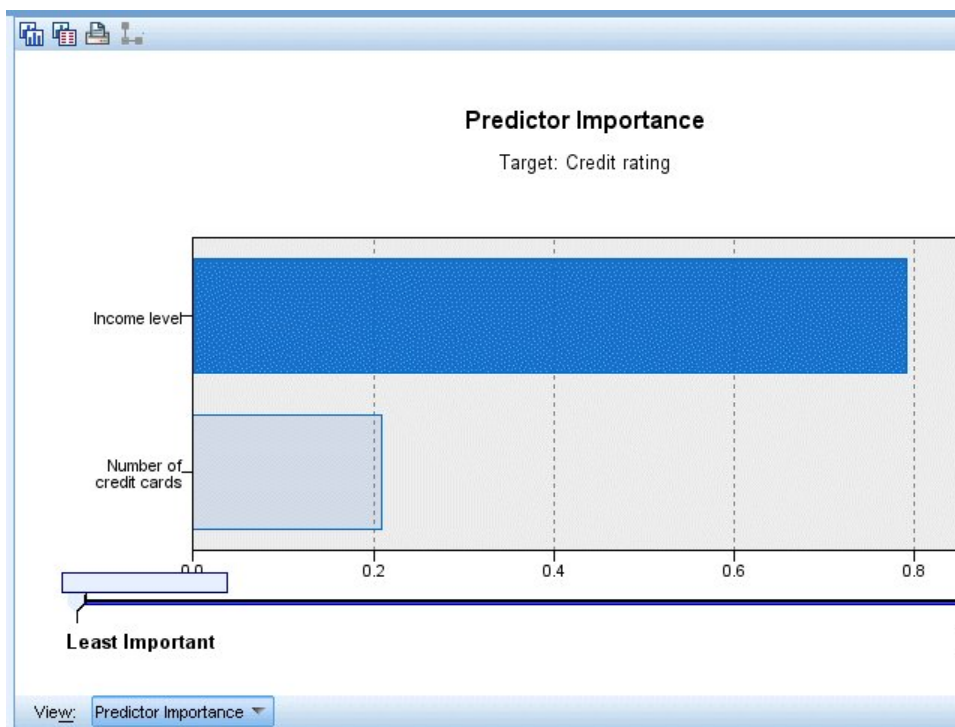 Predictor Importance
Target: Credit rating
Income level
Number of
credit cards
0.0
0.2
0.4
0.6
0.8
Least Important
View:
Predictor Importance